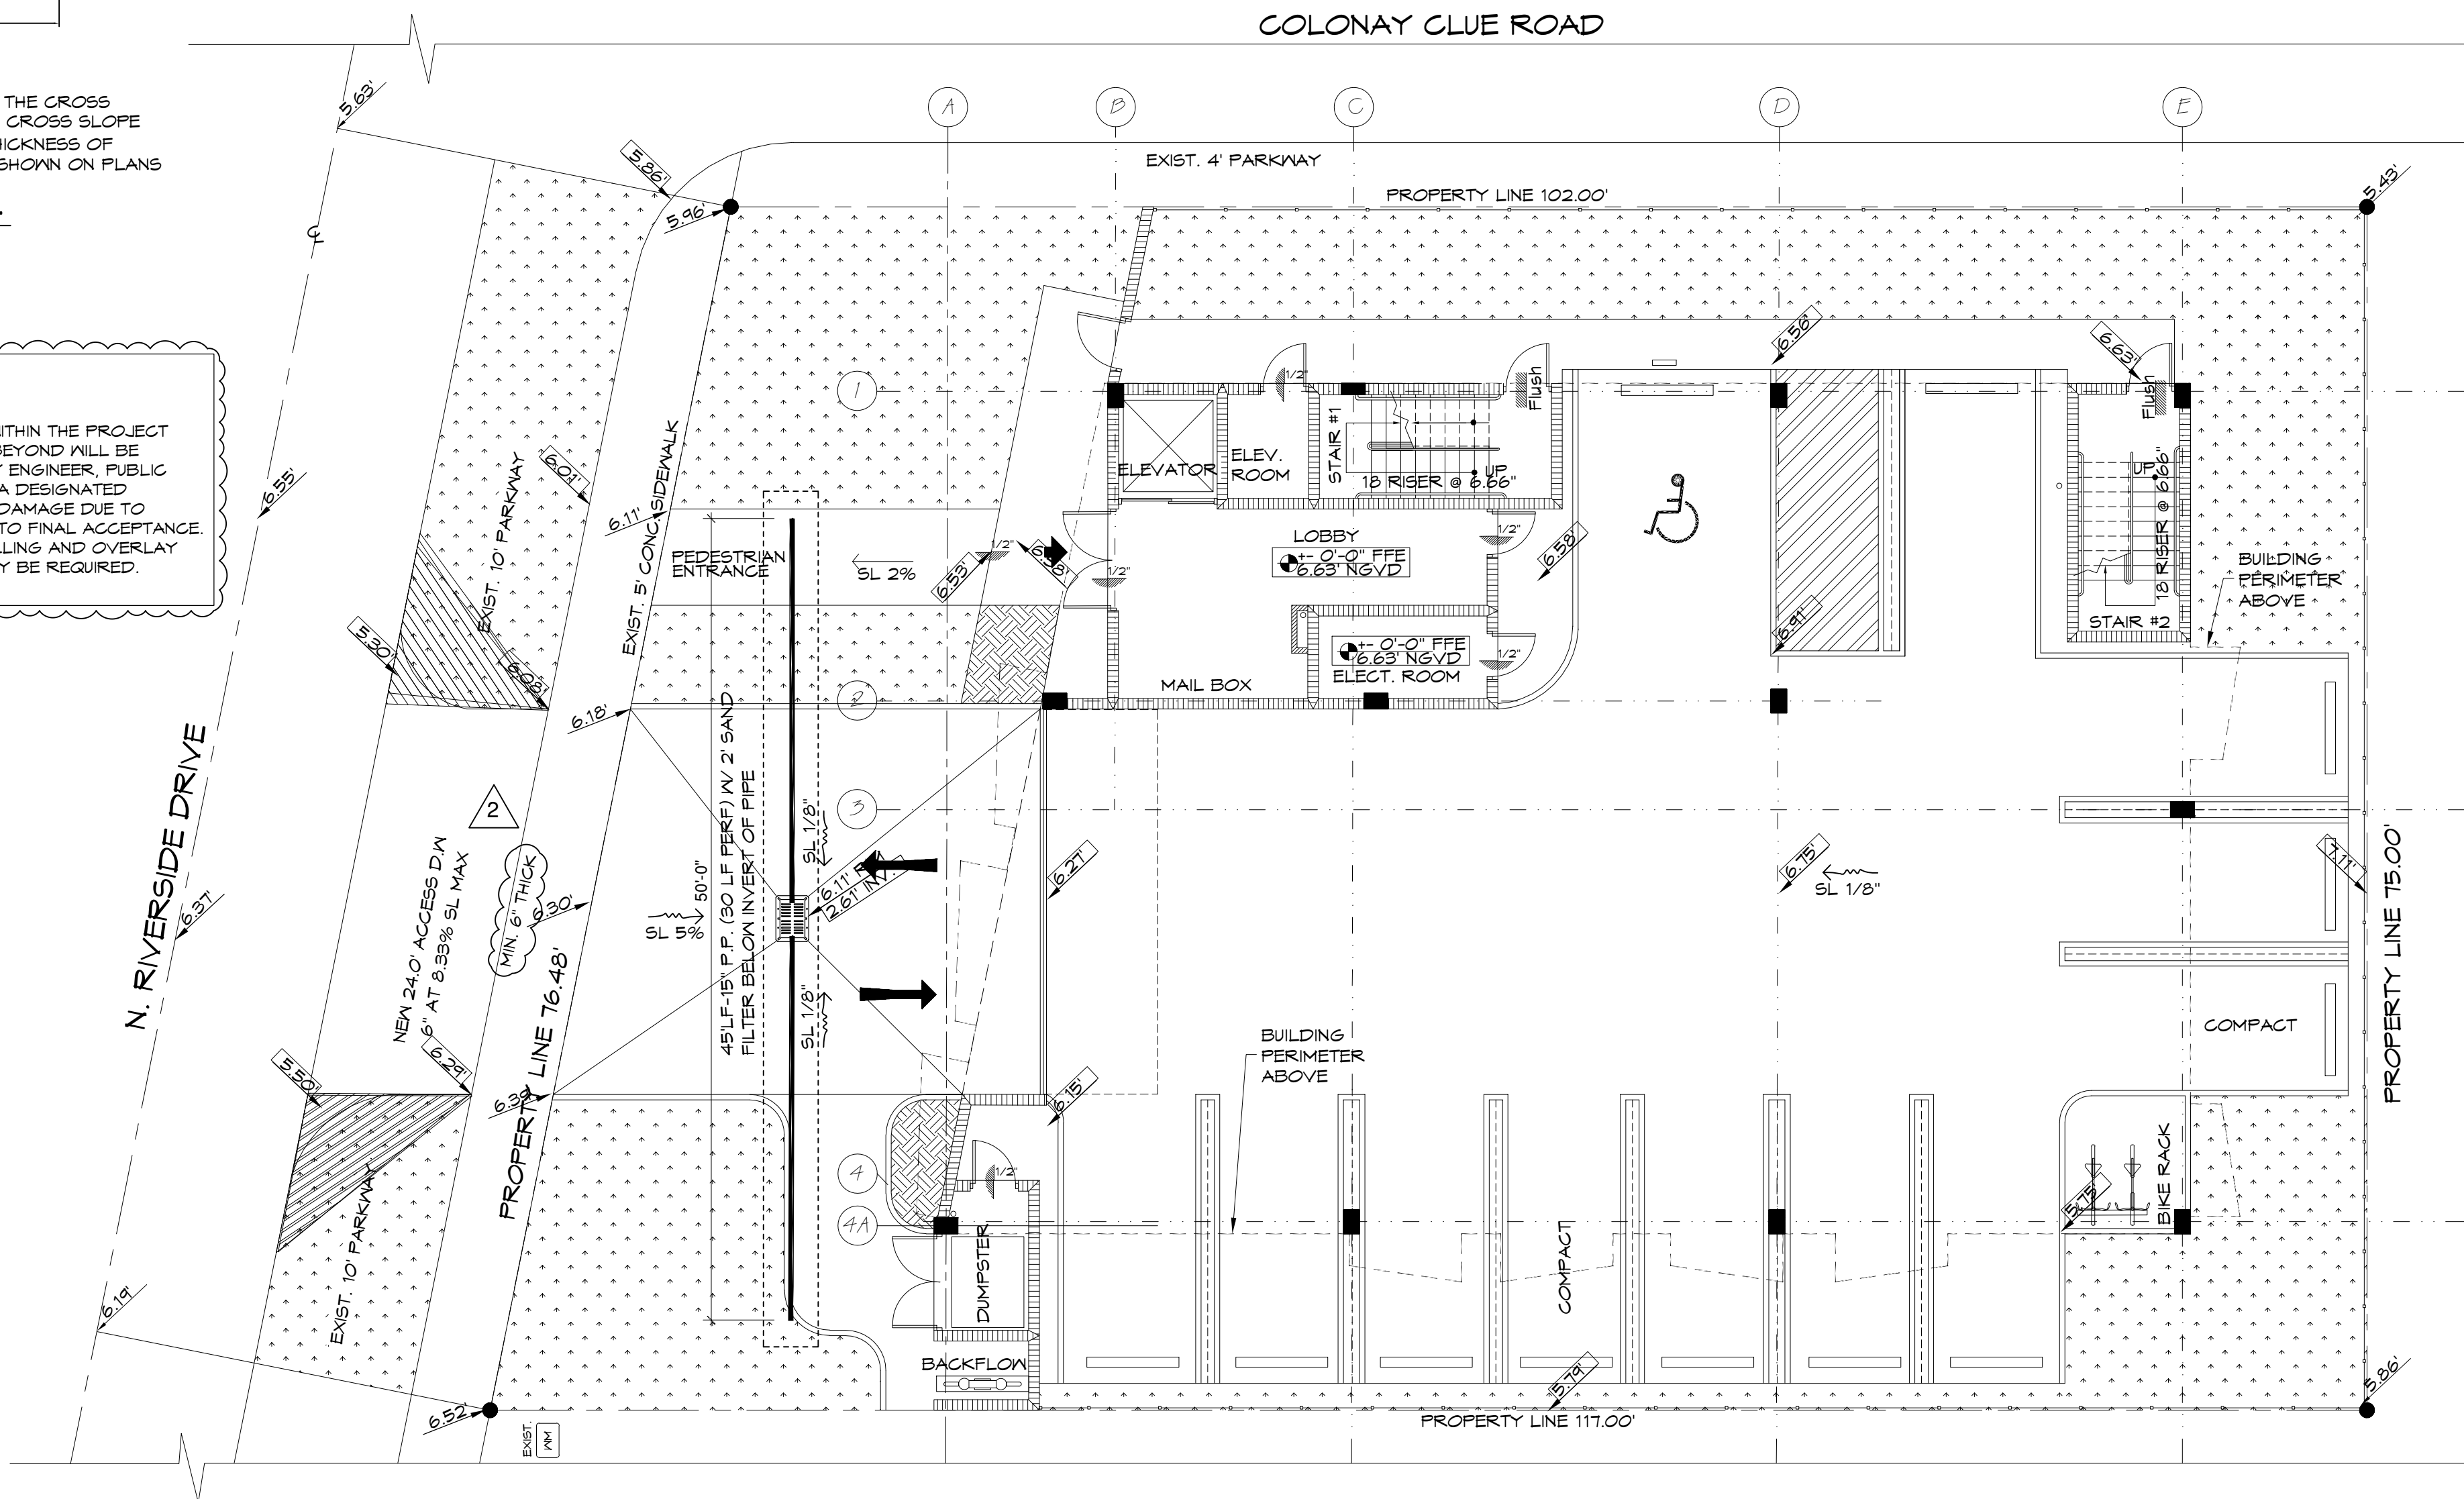 COLONAY CLUE ROAD
THE CROSS
CROSS SLOPE
SHOWN ON PLANS
A
B
C
D
E
5.63'
5.86'
5.96'
EXIST. 4' PARKWAY
PROPERTY LINE 102.00'
5.43'
ITHIN THE PROJECT
BEYOND WILL BE
ENGINEER, PUBLIC
A DESIGNATED
DAMAGE DUE TO
TO FINAL ACCEPTANCE.
LLING AND OVERLAY
BE REQUIRED.
6.55'
6.37'
6.19'
N. RIVERSIDE DRIVE
EXIST. 10' PARKWAY
EXIST. 5' CONC. SIDEWALK
5.30'
6.08'
6.11'
6.18'
PEDESTRIAN
ENTRANCE
SL 2%
6.53'
1/2"
1
2
3
4
4A
ELEVATOR
ELEV.
ROOM
1/2"
STAIR #1
UP
18 RISER @ 6.66"
Flush
LOBBY
+- 0'-0" FFE
6.63' NGVD
+- 0'-0" FFE
6.63' NGVD
ELECT. ROOM
MAIL BOX
1/2"
1/2"
1/2"
6.58'
6.56'
6.91'
6.63'
Flush
UP
18 RISER @ 6.66"
STAIR #2
BUILDING
PERIMETER
ABOVE
2
NEW 24.0' ACCESS D.W
6" AT 8.33% SL MAX
MIN. 6" THICK
6.30'
6.29'
6.39'
5.50'
PROPERTY LINE 76.48'
EXIST. 10' PARKWAY
50'-0"
45'LF-15" P.P. (30 LF PERF) W/ 2' SAND
FILTER BELOW INVERT OF PIPE
SL 5%
SL 1/8"
SL 1/8"
6.11'
2.61' INV.
6.27'
6.15'
6.75'
SL 1/8"
7.11'
PROPERTY LINE 75.00'
COMPACT
BUILDING
PERIMETER
ABOVE
BIKE RACK
5.75'
COMPACT
1/2"
DUMPSTER
BACKFLOW
6.52'
EXIST.
WM
5.79'
5.86'
PROPERTY LINE 117.00'